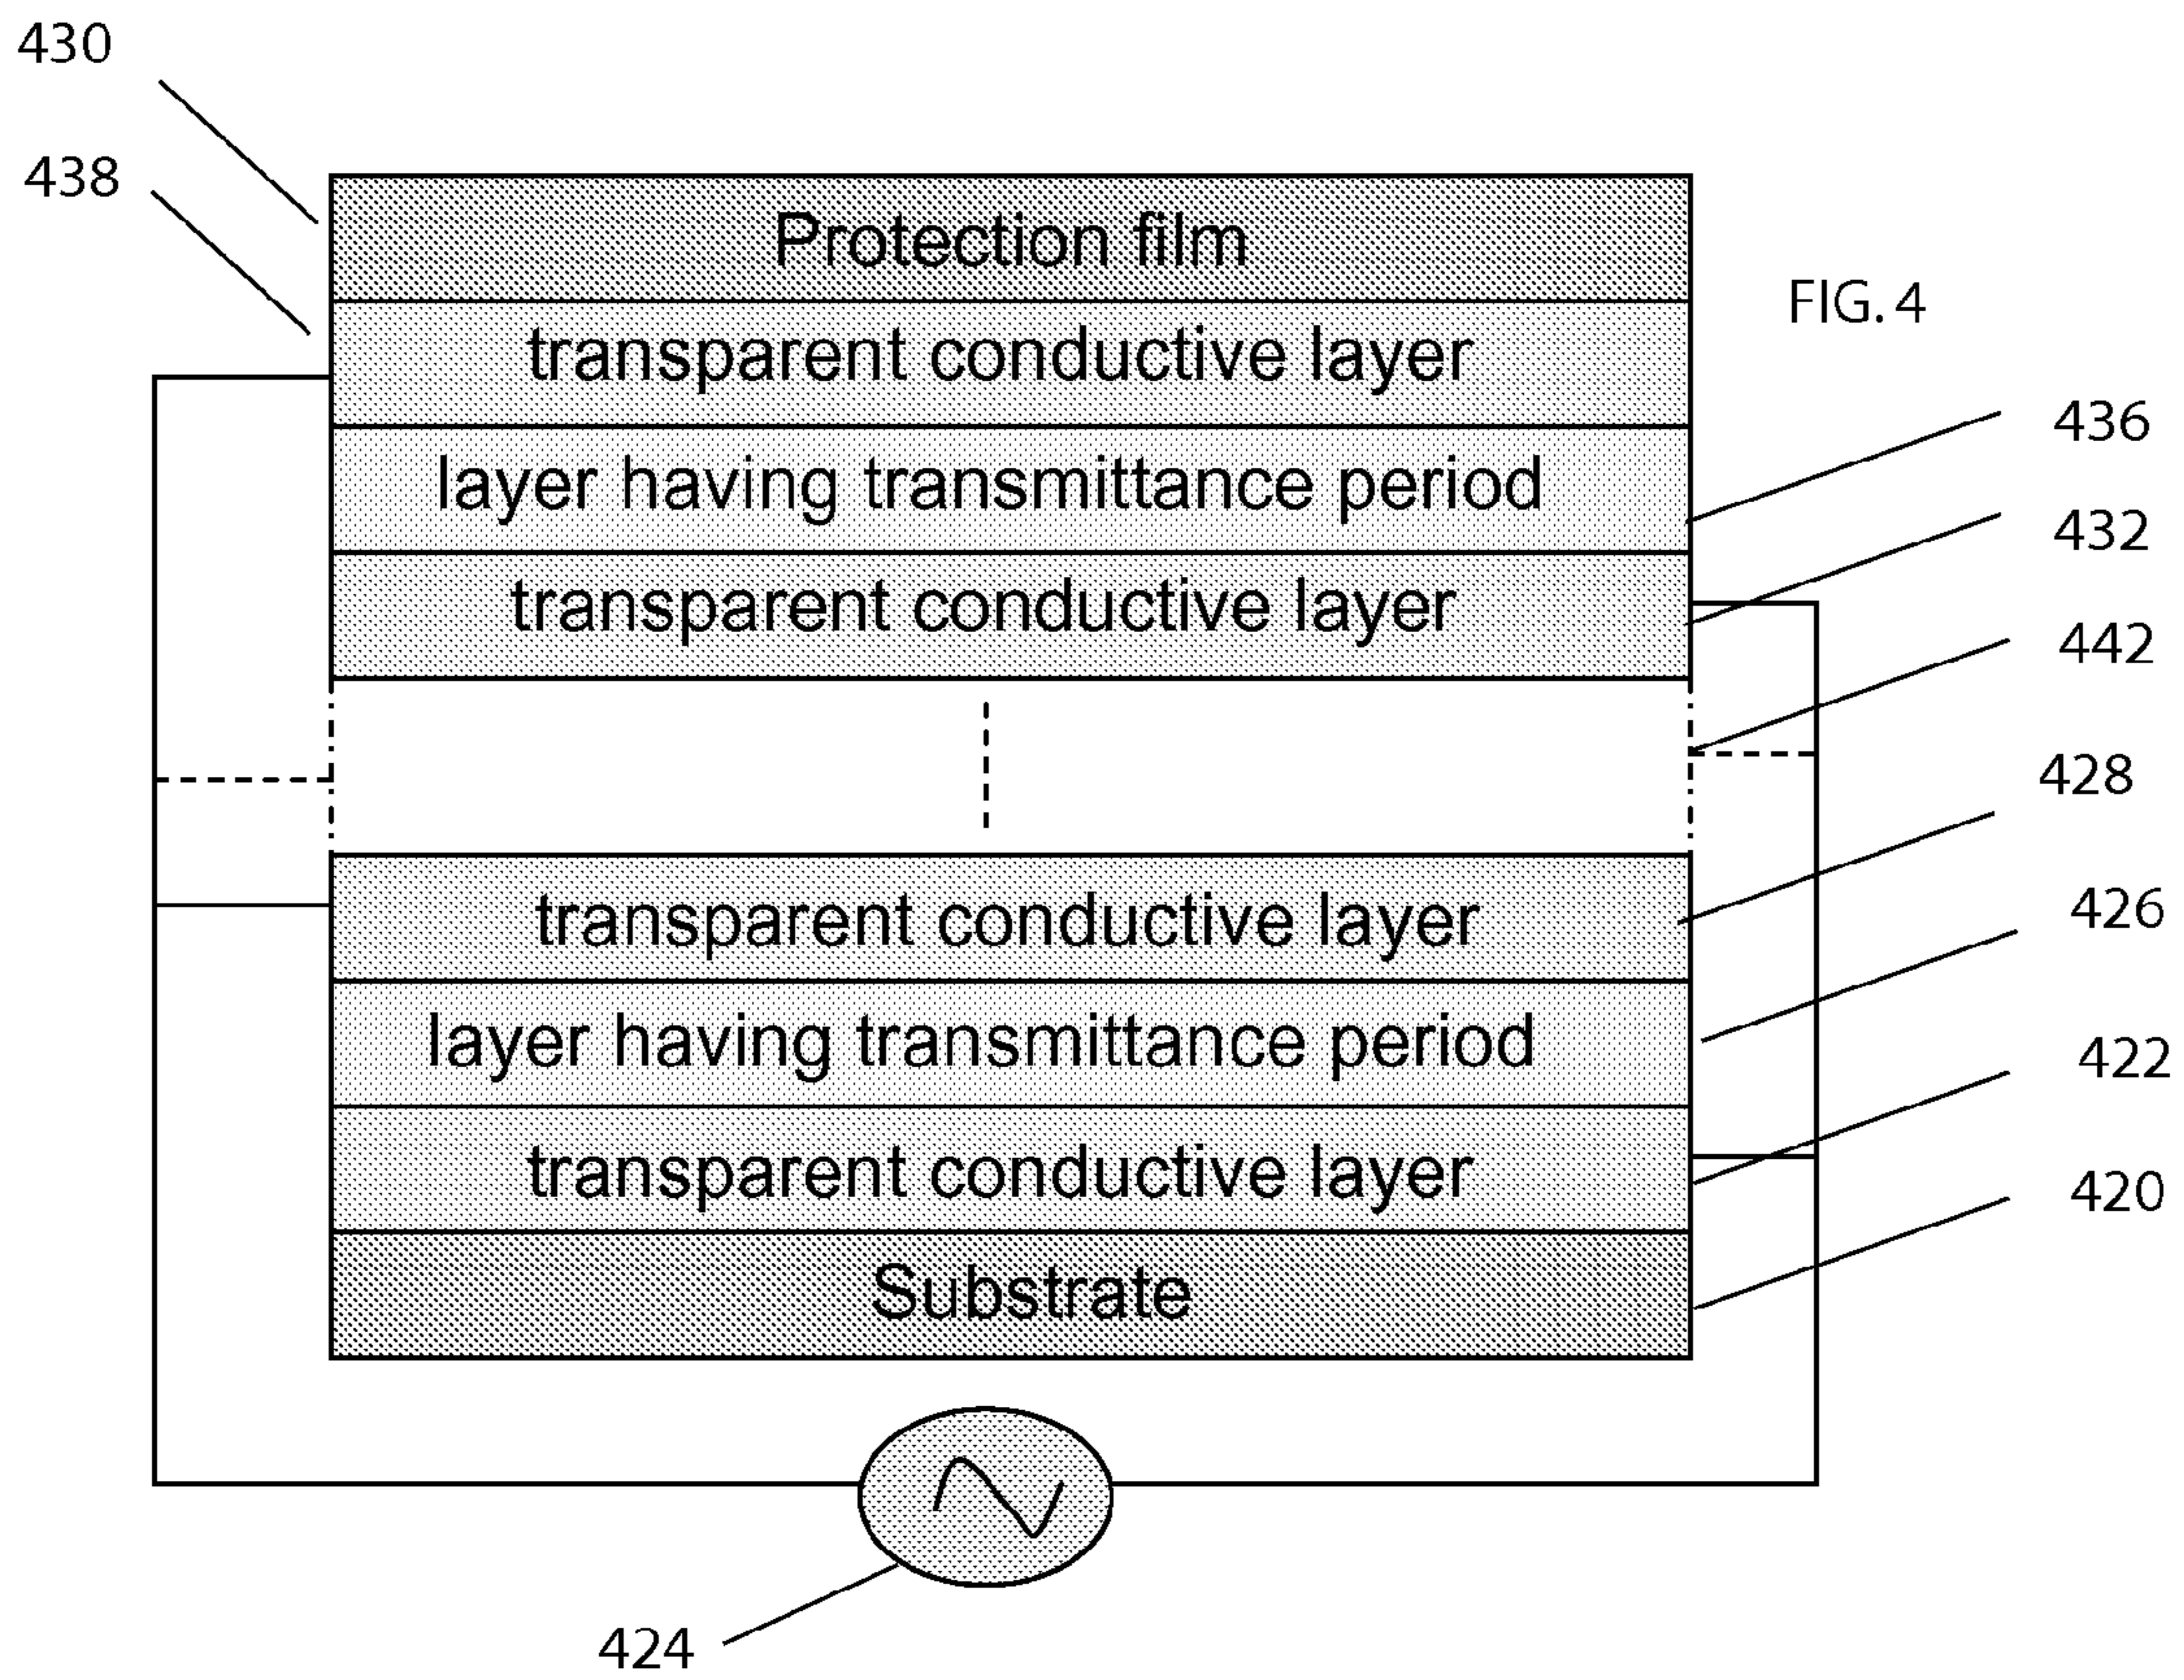 430
438
Protection film
FIG. 4
transparent conductive layer
436
layer having transmittance period
432
transparent conductive layer
442
428
transparent conductive layer
426
layer having transmittance period
422
transparent conductive layer
420
Substrate
424